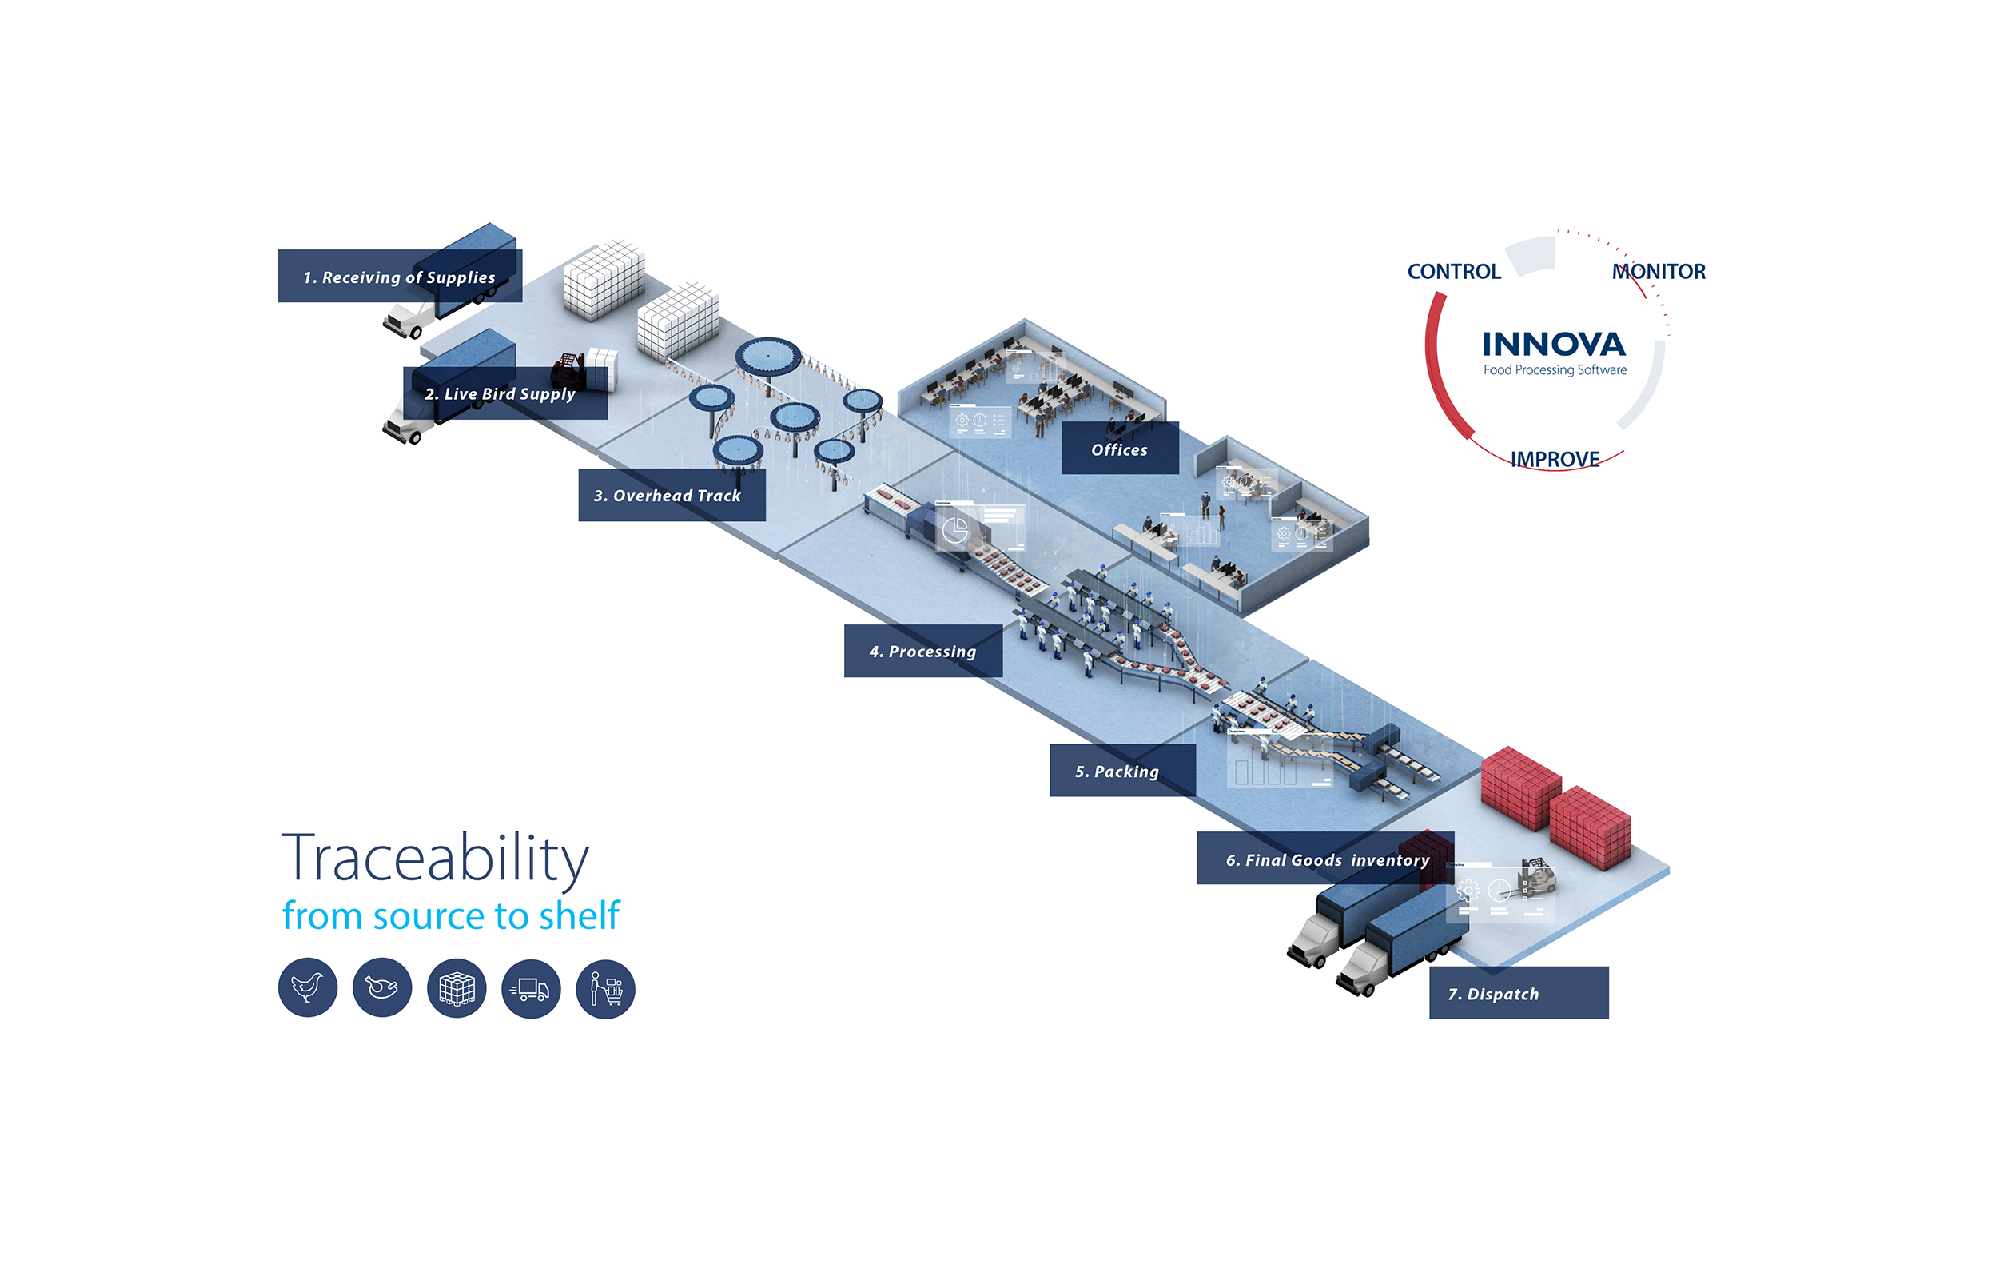 1. Receiving of Supplies
2. Live Bird Supply
3. Overhead Track
Offices
4. Processing
5. Packing
6. Final Goods inventory
7. Dispatch
CONTROL
MONITOR
INNOVA
Food Processing Software
IMPROVE
Traceability
from source to shelf